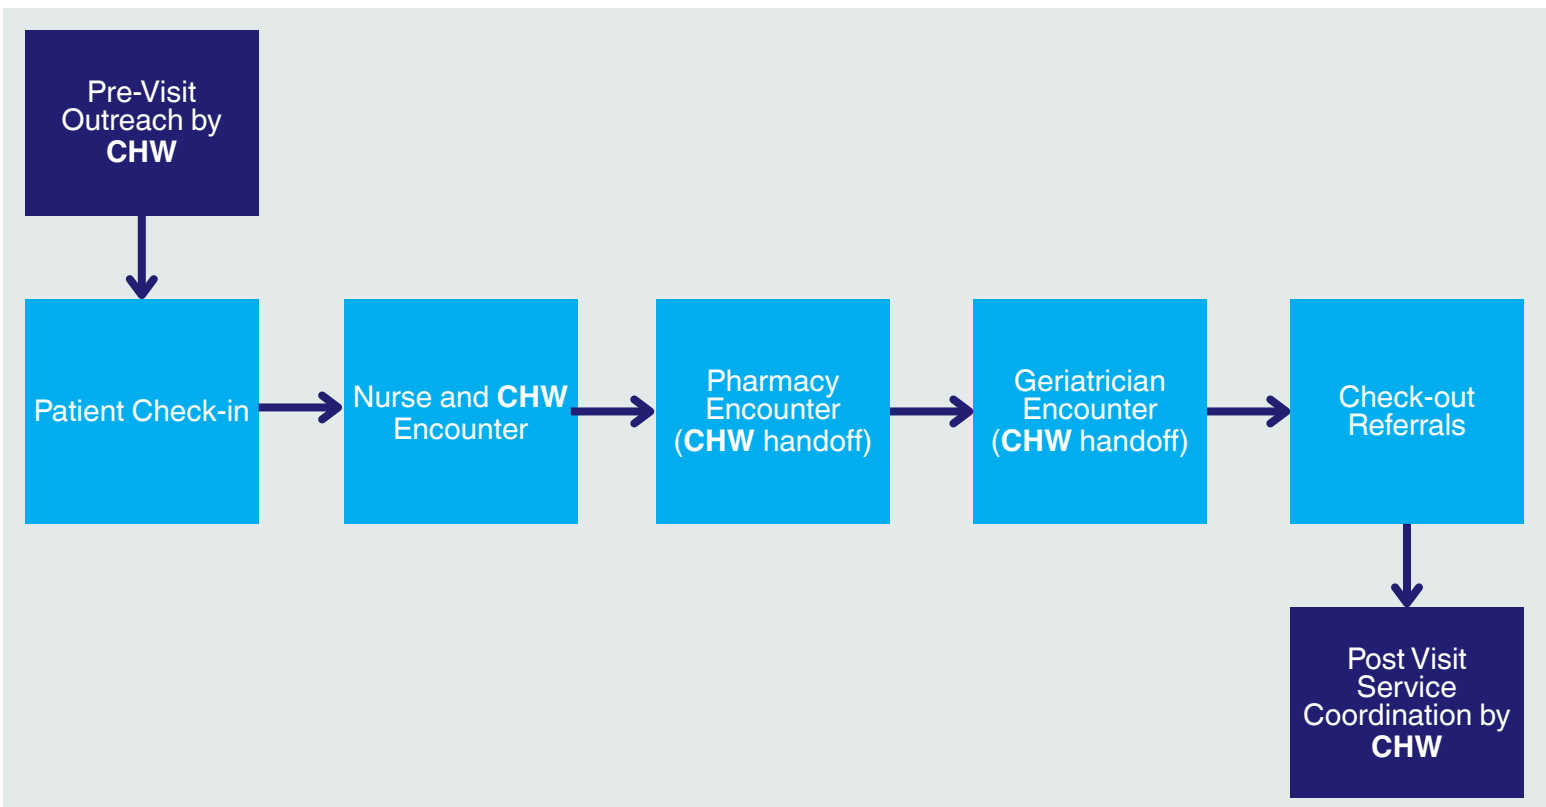 Pre-Visit
Outreach by
CHW
Patient Check-in
Nurse and CHW
Encounter
Pharmacy
Encounter
(CHW handoff)
Geriatrician
Encounter
(CHW handoff)
Check-out
Referrals
Post Visit
Service
Coordination by
CHW